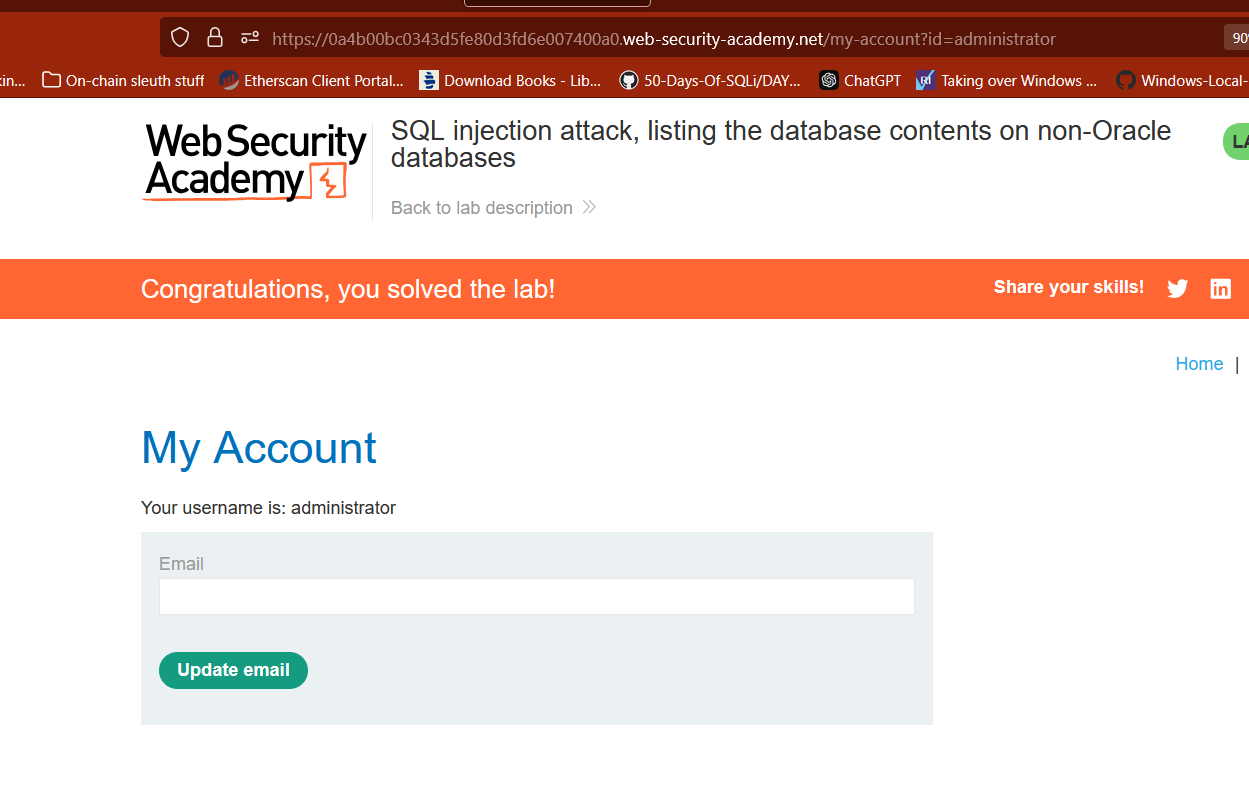 https://0a4b00bc0343d5fe80d3fd6e007400a0.web-security-academy.net/my-account?id=administrator
90%
On-chain sleuth stuff
Etherscan Client Portal...
Download Books - Lib...
50-Days-Of-SQLi/DAY...
ChatGPT
Taking over Windows ...
Windows-Local-
Web Security
Academy
SQL injection attack, listing the database contents on non-Oracle
databases
LA
Back to lab description
Congratulations, you solved the lab!
Share your skills!
Home |
My Account
Your username is: administrator
Email
Update email